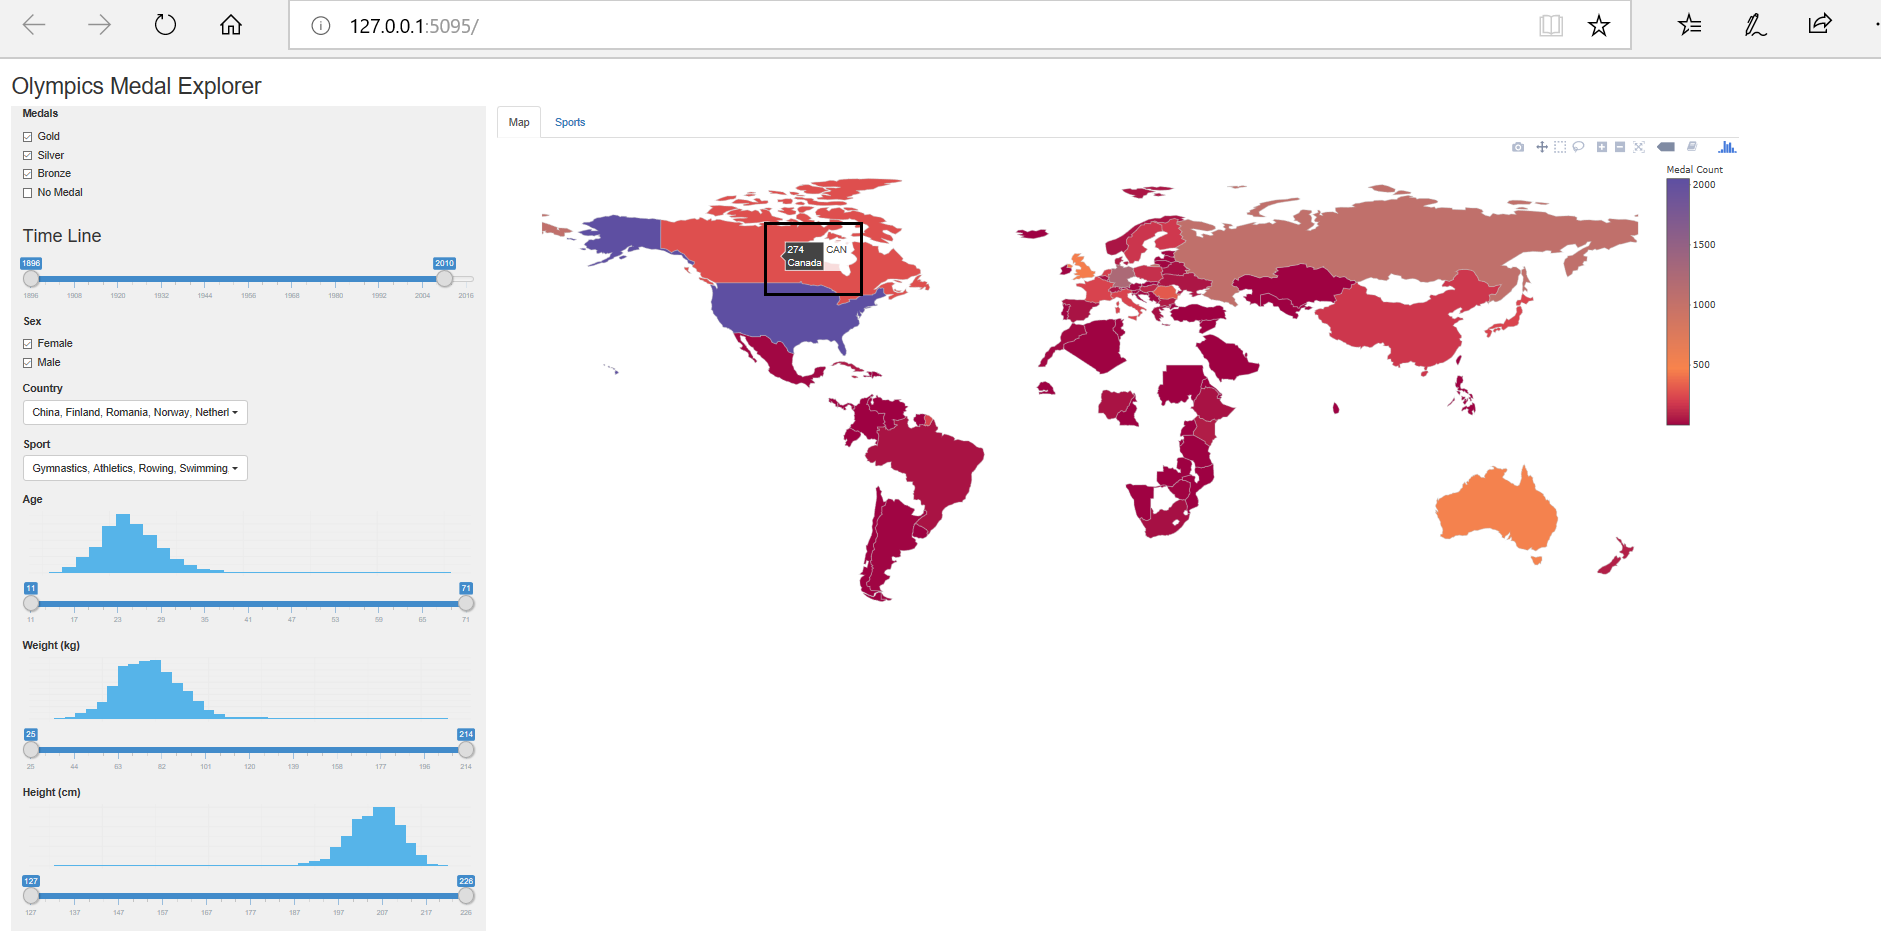 127.0.0.1:5095/
Olympics Medal Explorer
Medals
Gold
Silver
Bronze
No Medal
Time Line
1896 2010
1896 1908 1920 1932 1944 1956 1968 1980 1992 2004 2016
Sex
Female
Male
Country
China, Finland, Romania, Norway, Netherl
Sport
Gymnastics, Athletics, Rowing, Swimming
Age
11 71
11 17 23 29 35 41 47 53 59 65 71
Weight (kg)
25 214
25 44 63 82 101 120 139 158 177 196 214
Height (cm)
127 226
127 137 147 157 167 177 187 197 207 217 226
Map Sports
Medal Count
2000
1500
1000
500
274 CAN
Canada